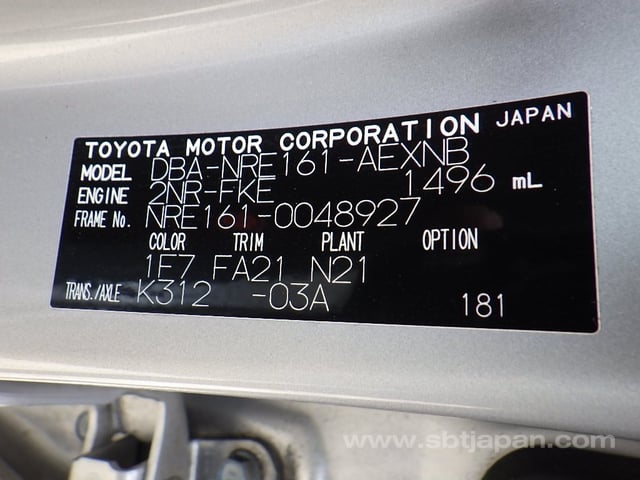 TOYOTA MOTOR CORPORATION JAPAN
MODEL DBA-NRE161-AEXNB
ENGINE 2NR-FKE 1496 mL
FRAME No. NRE161-0048927
COLOR TRIM PLANT OPTION
1F7 FA21 N21
TRANS./AXLE K312 -03A 181
www.sbtjapan.com